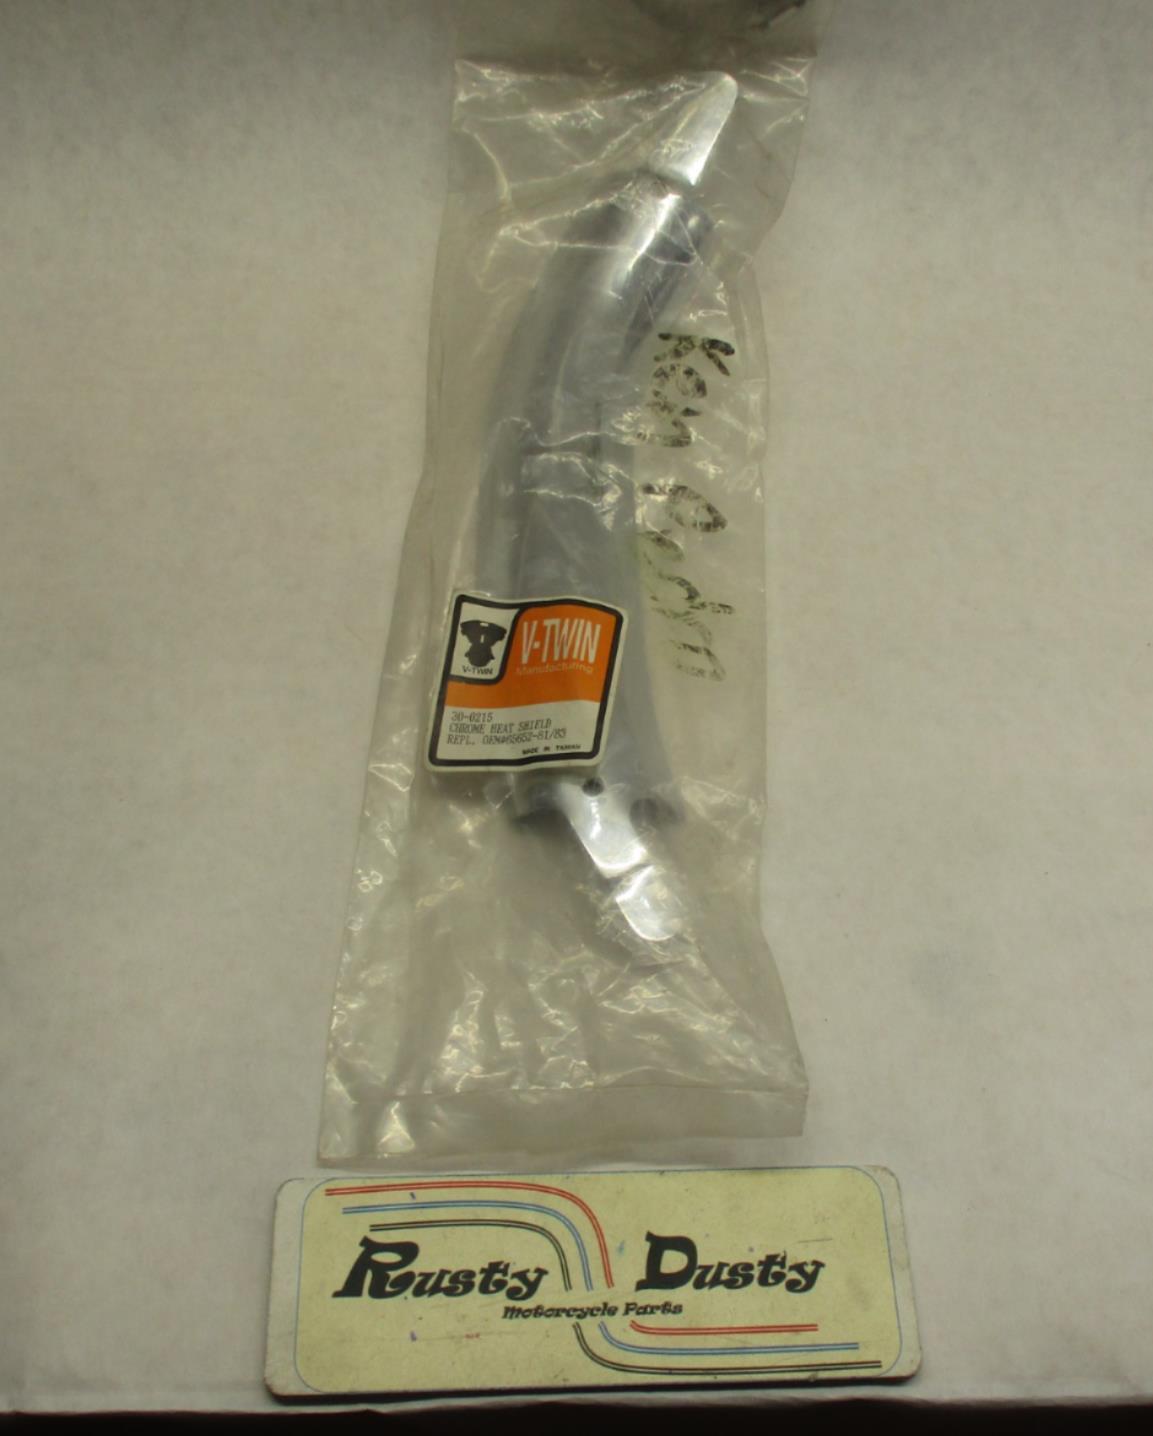 V-TWIN
V-TWIN
Manufacturing
30-0215
CHROME HEAT SHIELD
REPL. OEM#65652-81/83
MADE IN TAIWAN
Ken
Rusty Dusty
Motorcycle Parts